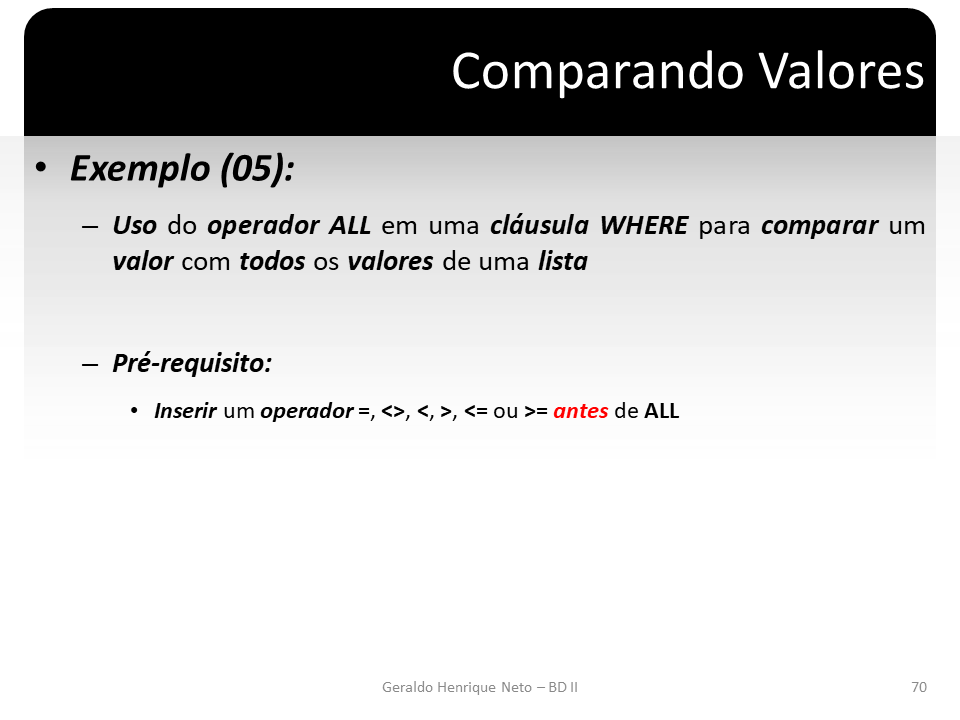 Comparando Valores
• Exemplo (05):
– Uso do operador ALL em uma cláusula WHERE para comparar um
valor com todos os valores de uma lista
– Pré-requisito:
• Inserir um operador =, <>, <, >, <= ou >= antes de ALL
Geraldo Henrique Neto – BD II
70